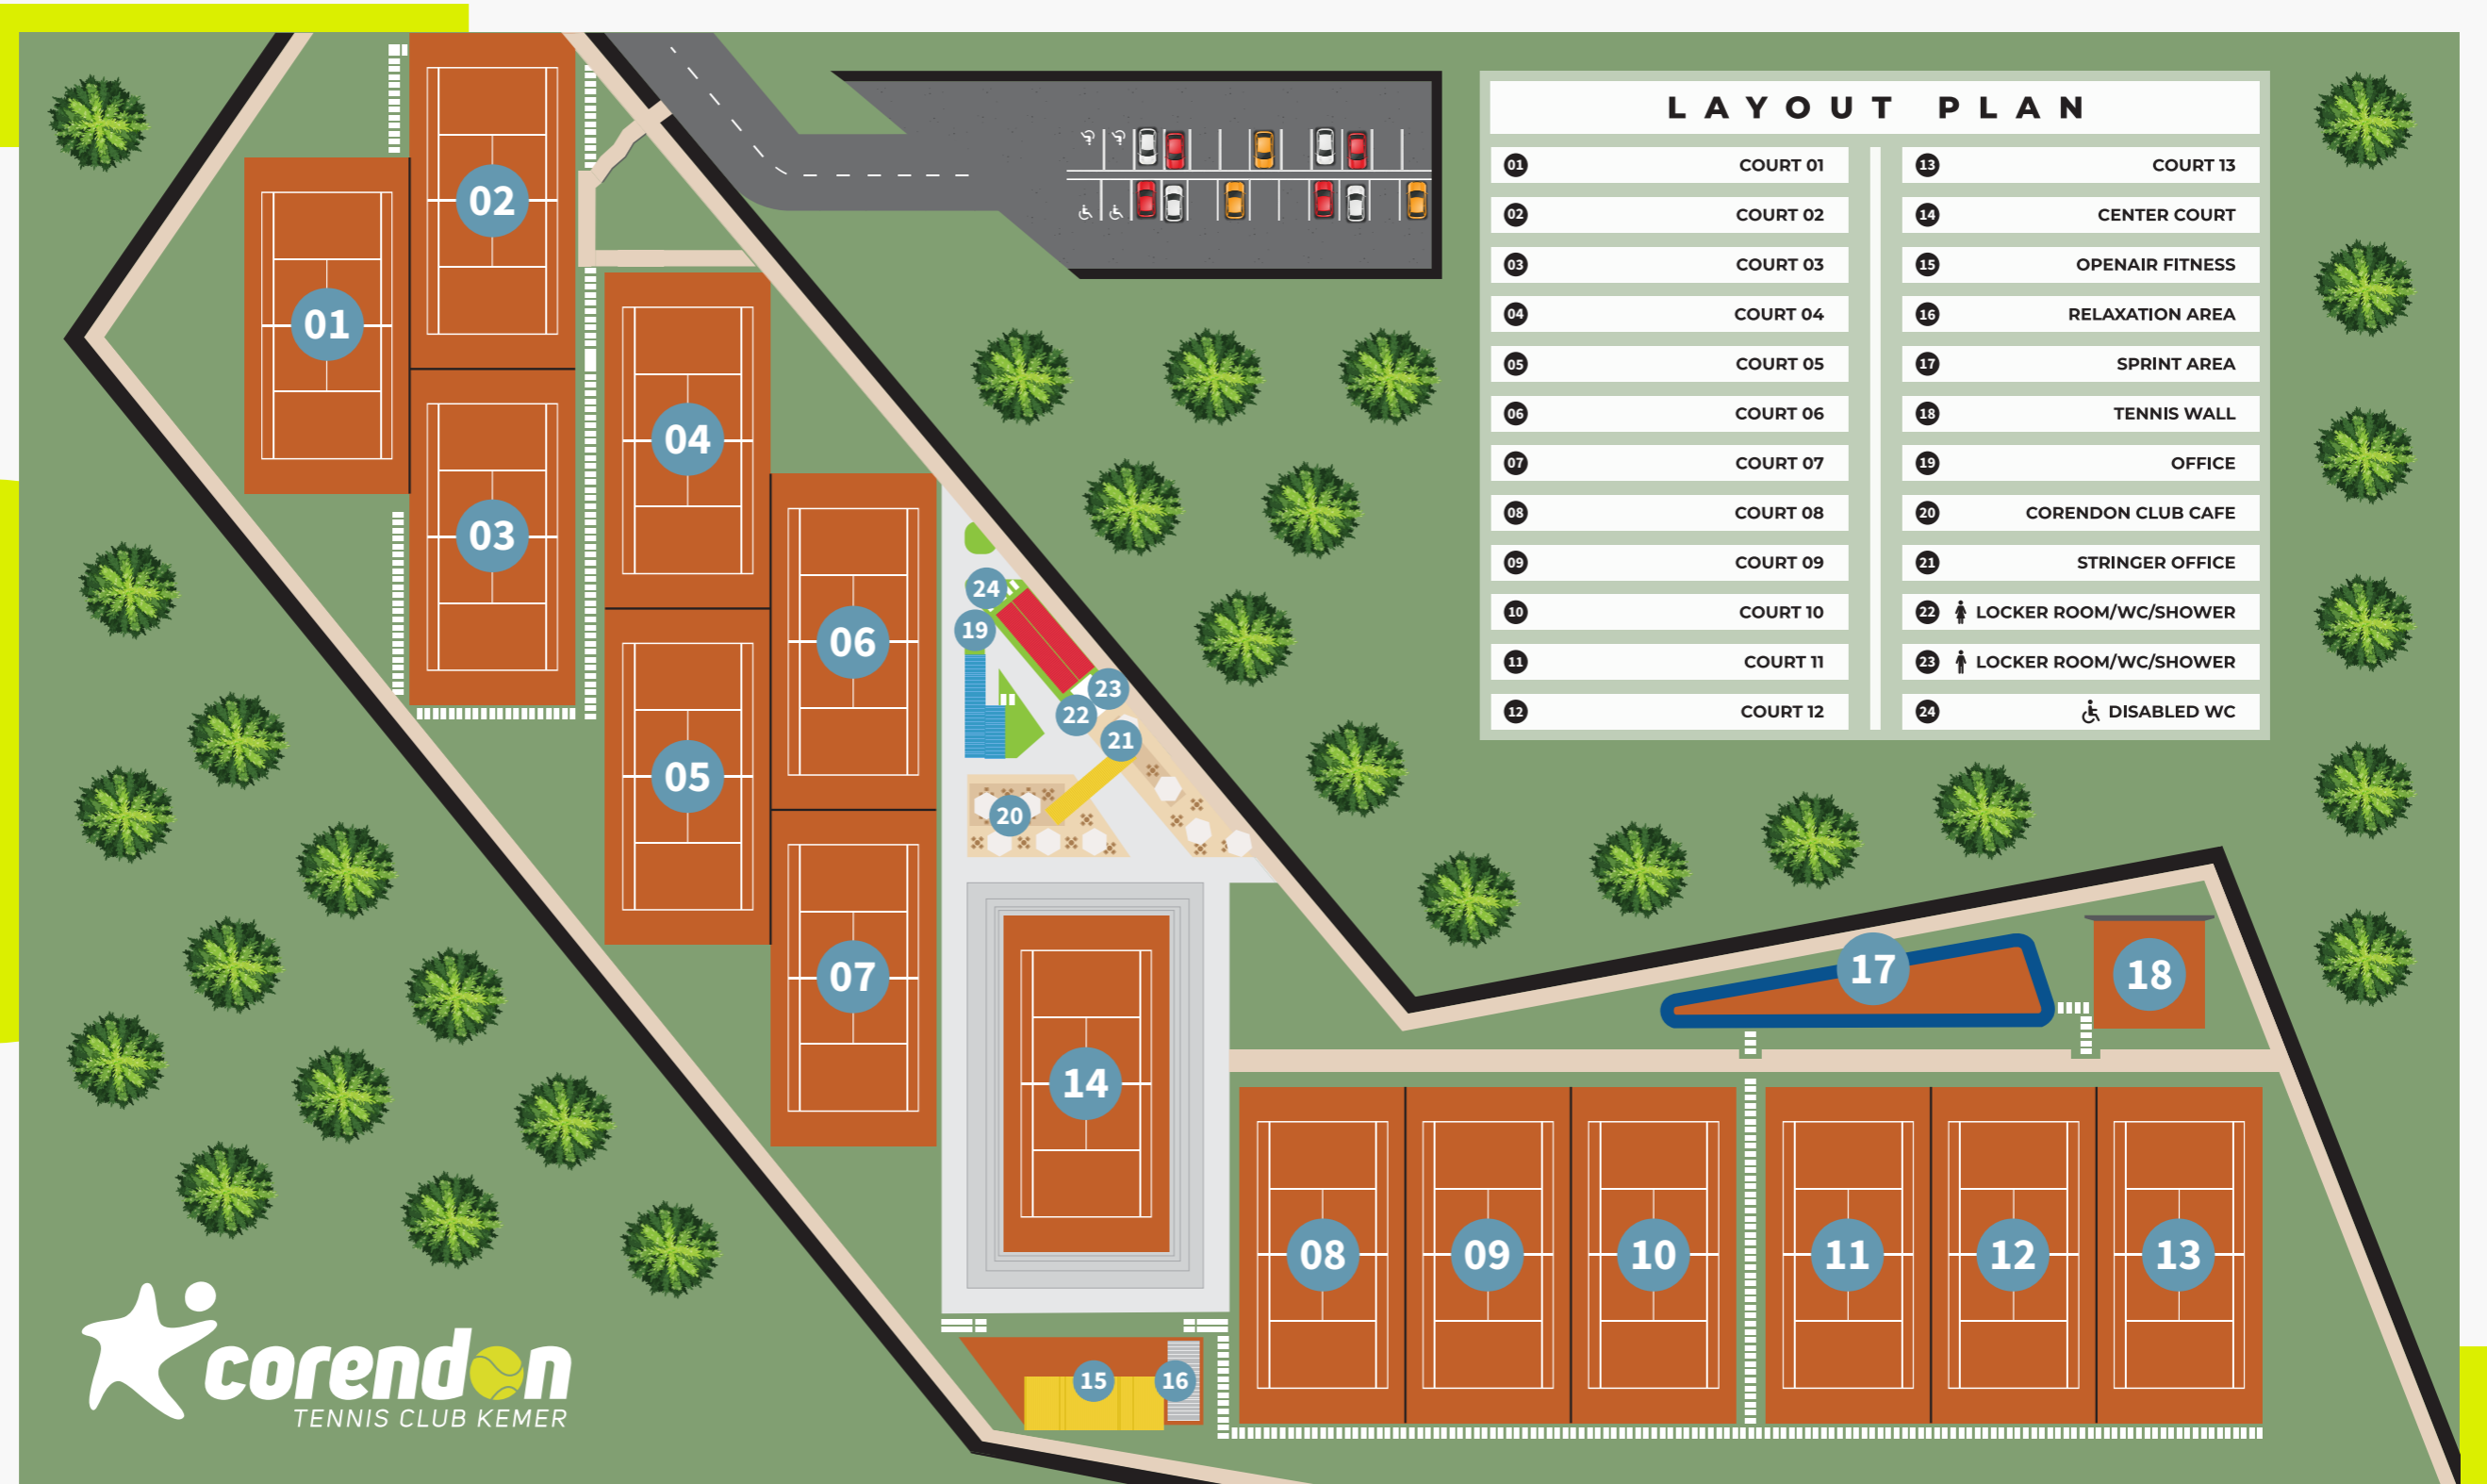 LAYOUT PLAN
01 COURT 01
02 COURT 02
03 COURT 03
04 COURT 04
05 COURT 05
06 COURT 06
07 COURT 07
08 COURT 08
09 COURT 09
10 COURT 10
11 COURT 11
12 COURT 12
13 COURT 13
14 CENTER COURT
15 OPENAIR FITNESS
16 RELAXATION AREA
17 SPRINT AREA
18 TENNIS WALL
19 OFFICE
20 CORENDON CLUB CAFE
21 STRINGER OFFICE
22 LOCKER ROOM/WC/SHOWER
23 LOCKER ROOM/WC/SHOWER
24 DISABLED WC
02
01
04
03
24
19
06
23
22
21
05
20
17
18
07
14
08
09
10
11
12
13
15
16
corendon
TENNIS CLUB KEMER